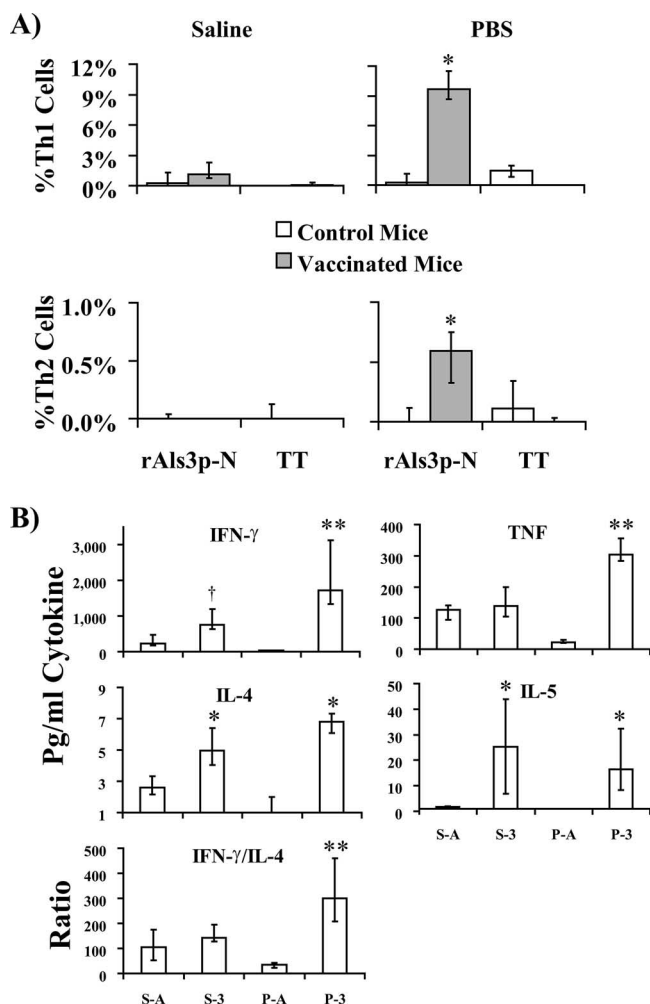 A)
Saline PBS
%Th1 Cells
12%
9%
6%
3%
0%
*
Control Mice
Vaccinated Mice
%Th2 Cells
1.0%
0.5%
0.0%
*
rAls3p-N TT rAls3p-N TT
B)
Pg/ml Cytokine
IFN-γ
3,000
2,000
1,000
0
†
**
TNF
400
300
200
100
0
**
IL-4
9
7
5
3
1
*
*
IL-5
50
40
30
20
10
0
*
*
S-A S-3 P-A P-3
IFN-γ/IL-4
Ratio
500
400
300
200
100
0
**
S-A S-3 P-A P-3